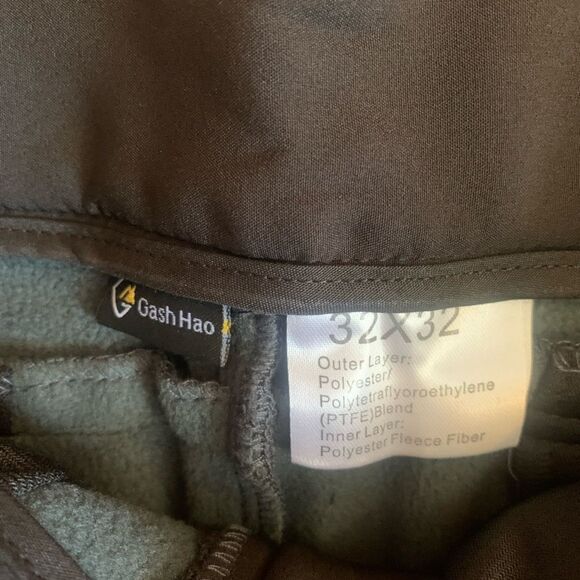 Gash Hao
32X32
Outer Layer:
Polyester/
Polytetraflyoroethylene
(PTFE)Blend
Inner Layer:
Polyester Fleece Fiber